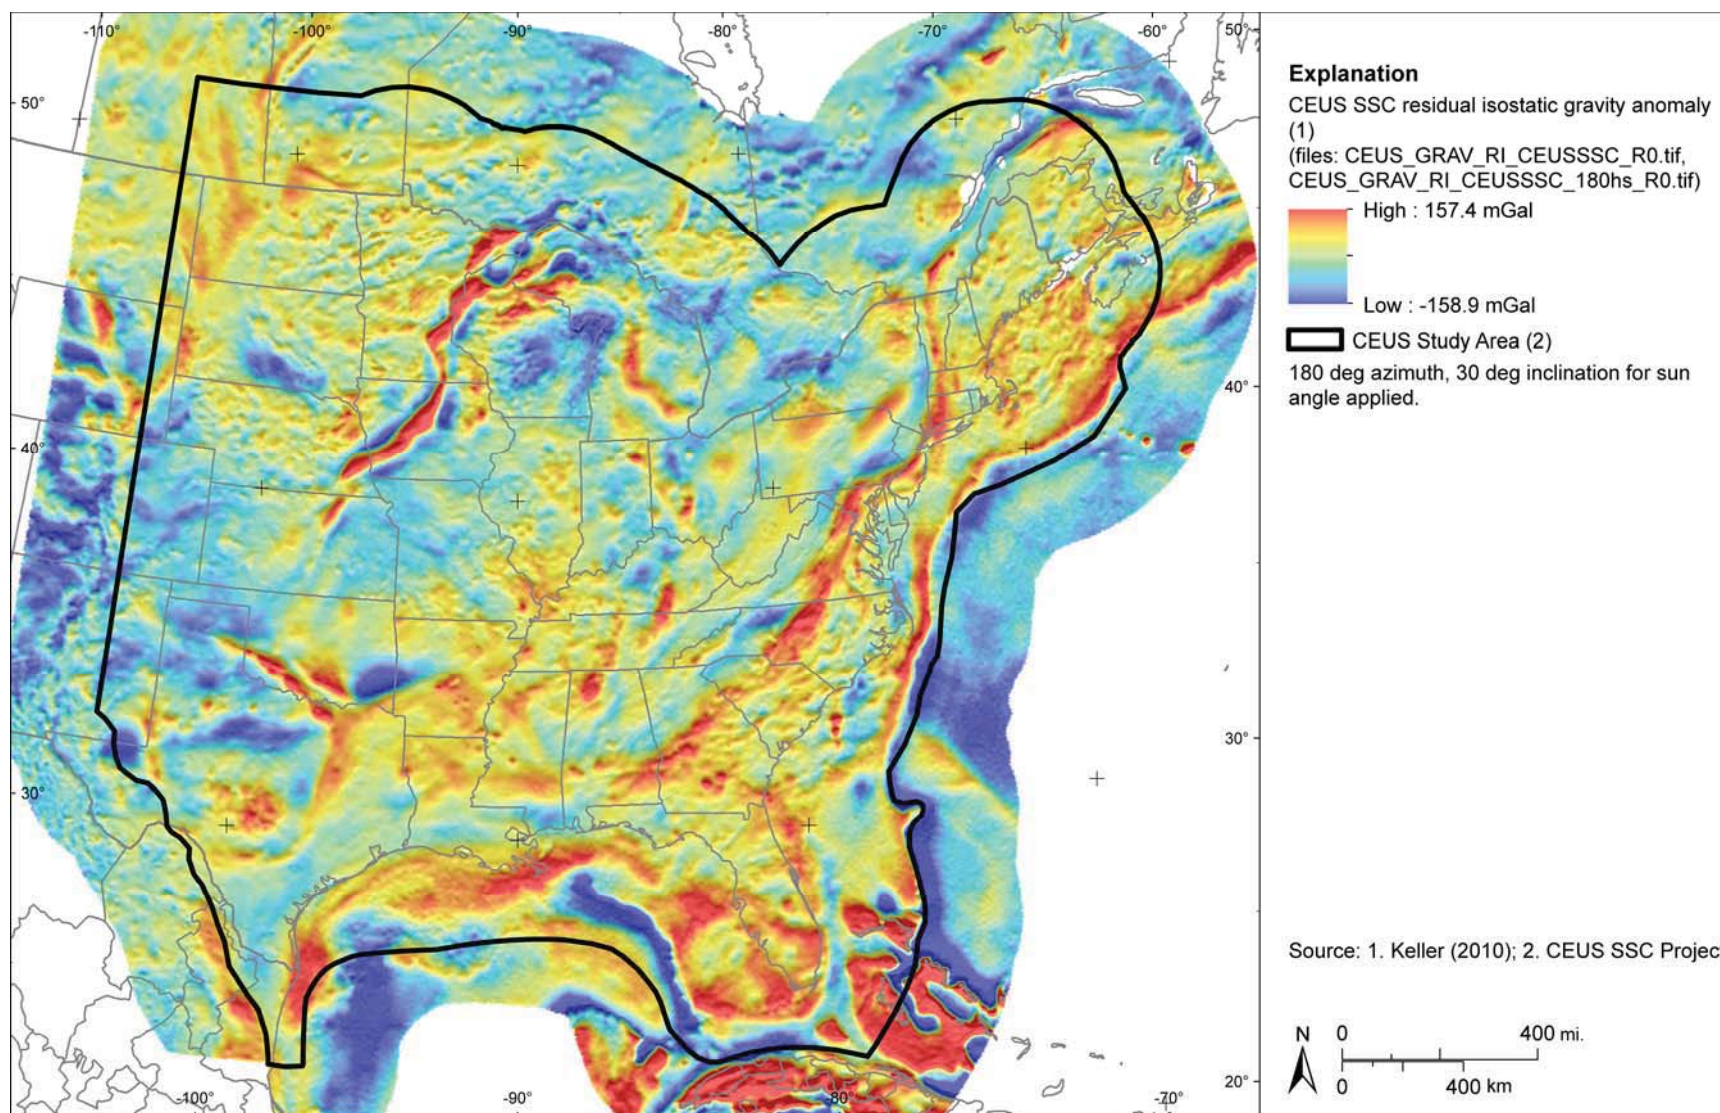 -110°
-100°
-90°
-80°
-70°
-60°
50°
50°
40°
40°
30°
30°
20°
-100°
-90°
-80°
-70°
Explanation
CEUS SSC residual isostatic gravity anomaly
(1)
(files: CEUS_GRAV_RI_CEUSSSC_R0.tif,
CEUS_GRAV_RI_CEUSSSC_180hs_R0.tif)
High : 157.4 mGal
Low : -158.9 mGal
CEUS Study Area (2)
180 deg azimuth, 30 deg inclination for sun
angle applied.
Source: 1. Keller (2010); 2. CEUS SSC Projec
N
0 400 mi.
0 400 km